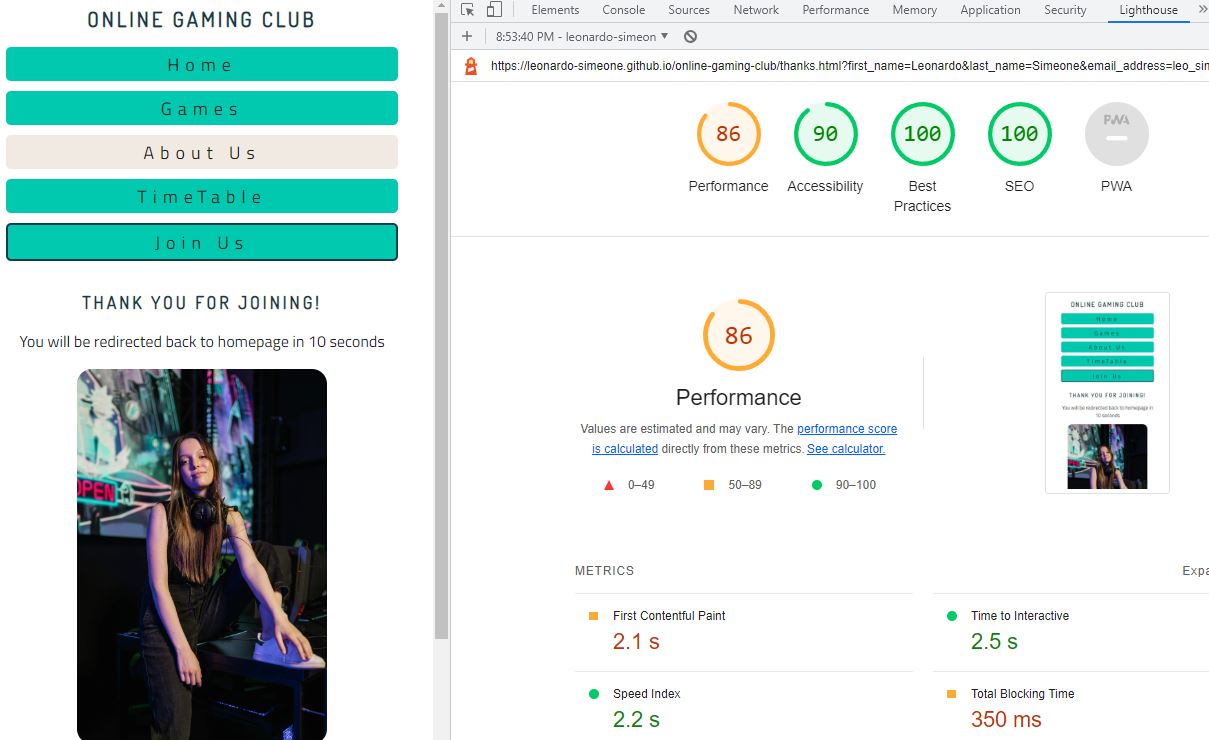 ONLINE GAMING CLUB
Home
Games
About Us
TimeTable
Join Us
THANK YOU FOR JOINING!
You will be redirected back to homepage in 10 seconds
OPEN
Elements Console Sources Network Performance Memory Application Security Lighthouse »
+ 8:53:40 PM - leonardo-simeon ▼
https://leonardo-simeone.github.io/online-gaming-club/thanks.html?first_name=Leonardo&last_name=Simeone&email_address=leo_sim
86 90 100 100 PWA
Performance Accessibility Best Practices SEO PWA
86
Performance
Values are estimated and may vary. The performance score
is calculated directly from these metrics. See calculator.
0–49 50–89 90–100
ONLINE GAMING CLUB
Home
Games
About Us
TimeTable
Join Us
THANK YOU FOR JOINING!
You will be redirected back to homepage in
10 seconds
METRICS Expa
First Contentful Paint
2.1 s
Time to Interactive
2.5 s
Speed Index
2.2 s
Total Blocking Time
350 ms